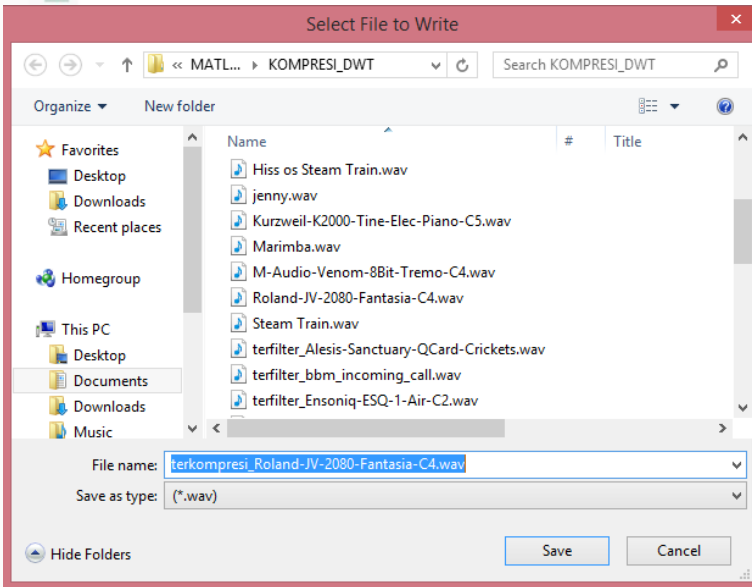 Select File to Write
« MATL... KOMPRESI_DWT
Search KOMPRESI_DWT
Organize
New folder
Favorites
Desktop
Downloads
Recent places
Homegroup
This PC
Desktop
Documents
Downloads
Music
Name # Title
Hiss os Steam Train.wav
jenny.wav
Kurzweil-K2000-Tine-Elec-Piano-C5.wav
Marimba.wav
M-Audio-Venom-8Bit-Tremo-C4.wav
Roland-JV-2080-Fantasia-C4.wav
Steam Train.wav
terfilter_Alesis-Sanctuary-QCard-Crickets.wav
terfilter_bbm_incoming_call.wav
terfilter_Ensoniq-ESQ-1-Air-C2.wav
File name: terkompresi_Roland-JV-2080-Fantasia-C4.wav
Save as type: (*.wav)
Hide Folders
Save
Cancel